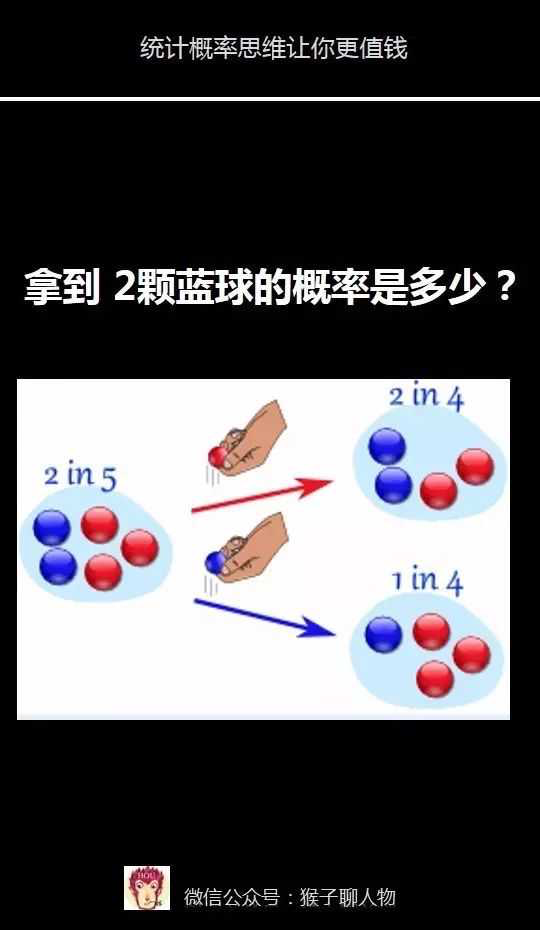 统计概率思维让你更值钱
拿到 2颗蓝球的概率是多少？
2 in 4
2 in 5
1 in 4
HOU
微信公众号：猴子聊人物